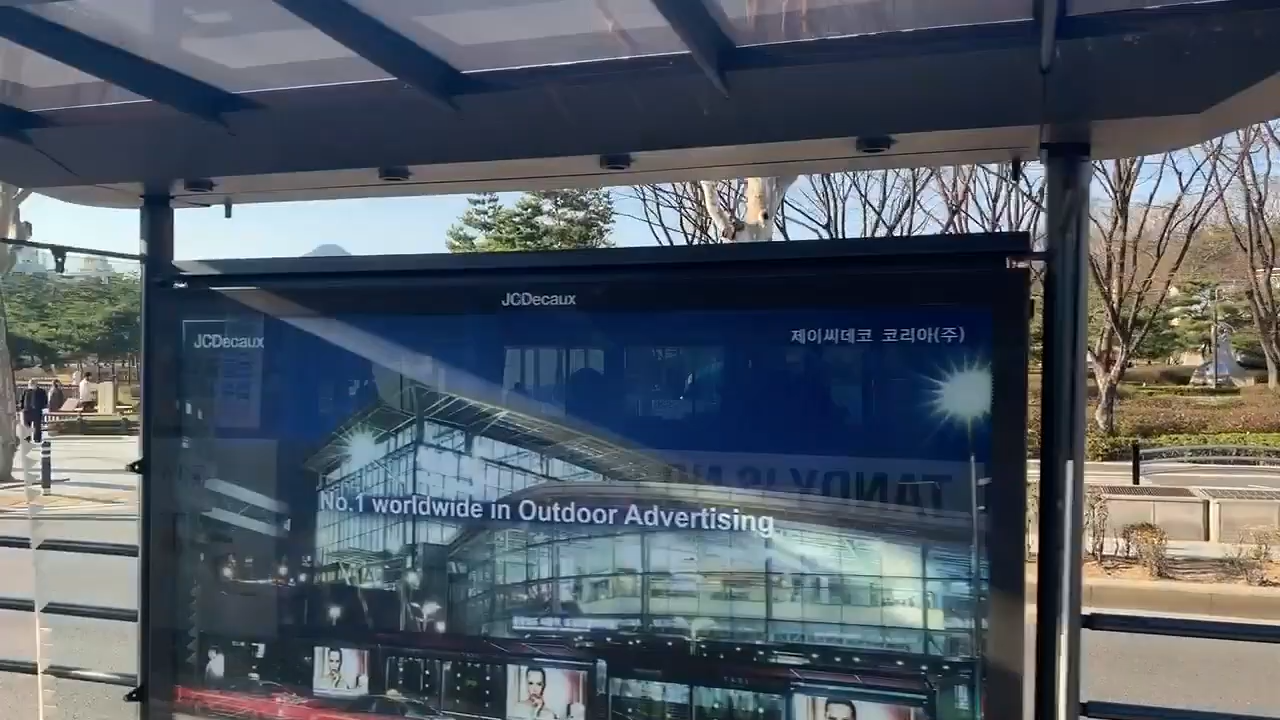 JCDecaux
JCDecaux
제이씨데코 코리아(주)
No.1 worldwide in Outdoor Advertising